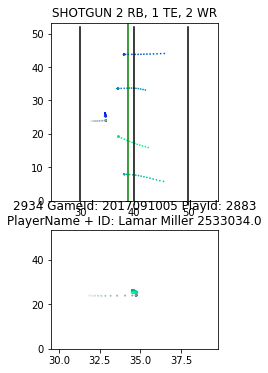 SHOTGUN 2 RB, 1 TE, 2 WR
50
40
30
20
10
0
30 40 50
2934 GameId: 2017091005 PlayId: 2883
PlayerName + ID: Lamar Miller 2533034.0
40
20
0
30.0 32.5 35.0 37.5